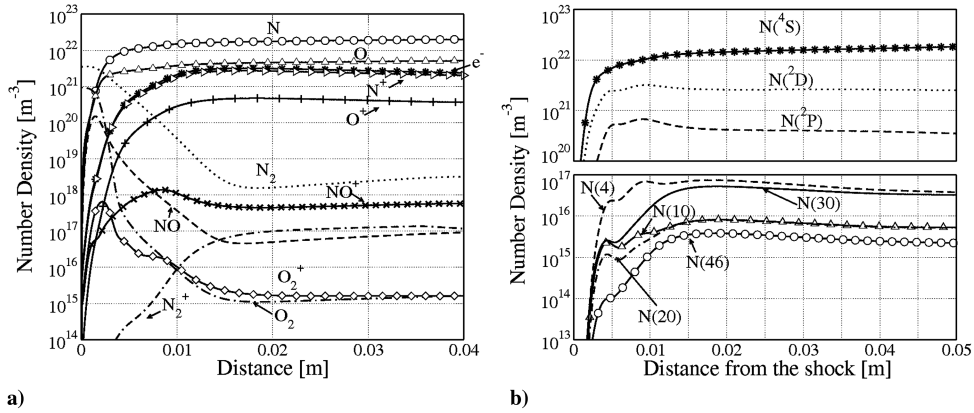 10^23
10^22
10^21
10^20
10^19
10^18
10^17
10^16
10^15
10^14
Number Density [m^-3]
N
O
e^-
N^+
O^+
N_2
NO^+
NO
O_2^+
N_2^+
O_2
0
0.01
0.02
0.03
0.04
Distance [m]
a)
10^23
10^22
10^21
10^20
N(^4S)
N(^2D)
N(^2P)
Number Density [m^-3]
10^17
10^16
10^15
10^14
10^13
N(4)
N(30)
N(10)
N(46)
N(20)
0
0.01
0.02
0.03
0.04
0.05
Distance from the shock [m]
b)